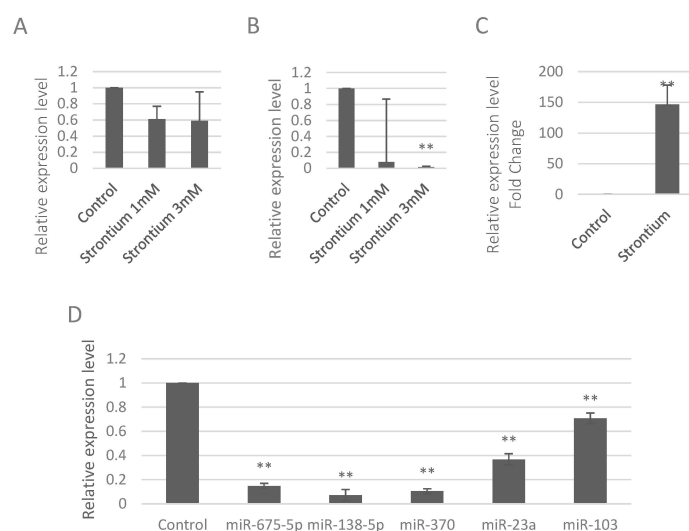 A
Relative expression level
1.2
1
0.8
0.6
0.4
0.2
0
Control
Strontium 1mM
Strontium 3mM
B
Relative expression level
1.2
1
0.8
0.6
0.4
0.2
0
**
Control
Strontium 1mM
Strontium 3mM
C
Relative expression level
Fold Change
200
150
100
50
0
**
Control
Strontium
D
Relative expression level
1.2
1
0.8
0.6
0.4
0.2
0
**
**
**
**
**
Control
miR-675-5p
miR-138-5p
miR-370
miR-23a
miR-103